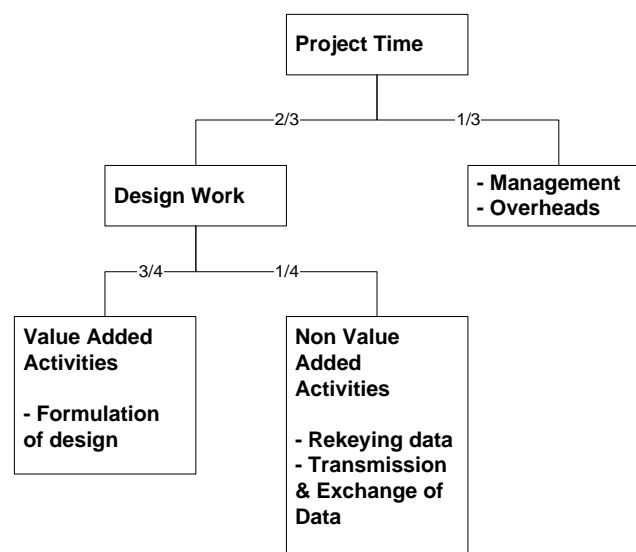 Project Time
2/3
1/3
Design Work
- Management
- Overheads
3/4
1/4
Value Added
Activities
- Formulation
of design
Non Value
Added
Activities
- Rekeying data
- Transmission
& Exchange of
Data